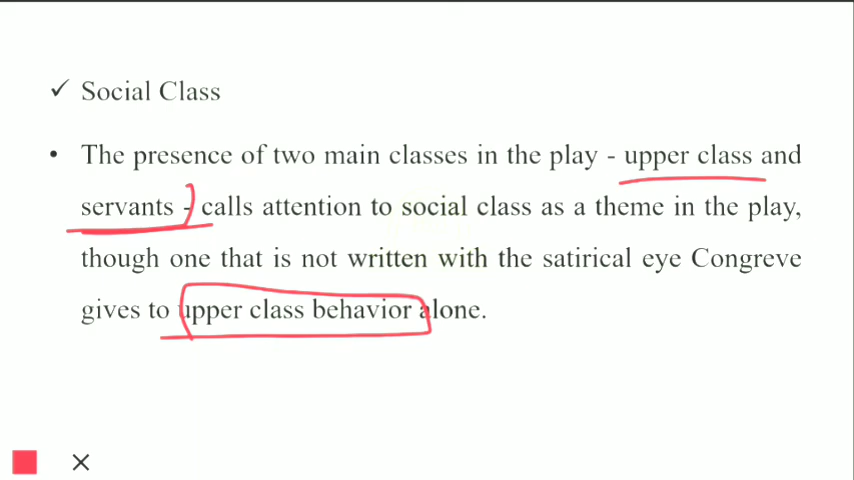 ✓ Social Class
• The presence of two main classes in the play - upper class and
servants - calls attention to social class as a theme in the play,
though one that is not written with the satirical eye Congreve
gives to upper class behavior alone.